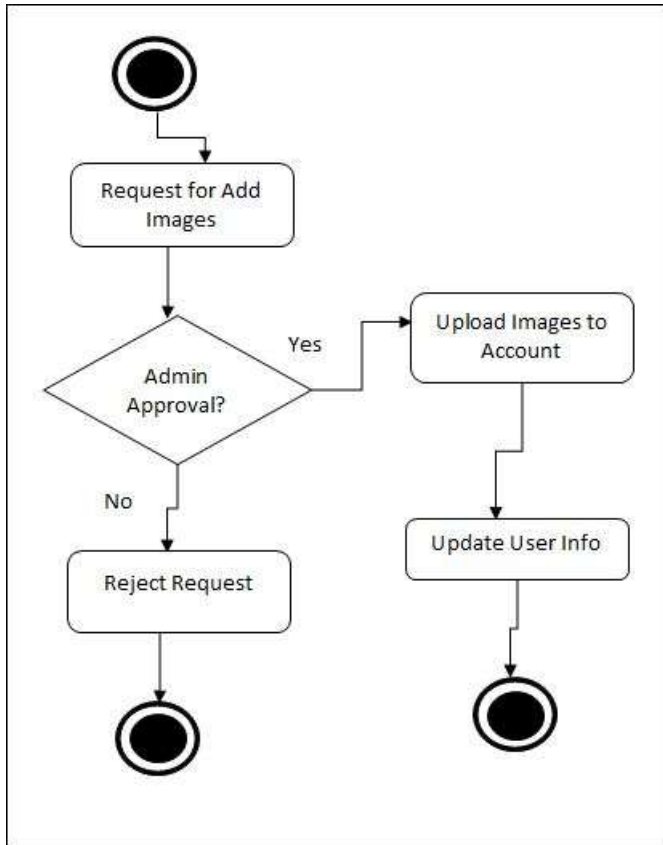 Request for Add
Images
Admin
Approval?
Yes
Upload Images to
Account
No
Reject Request
Update User Info